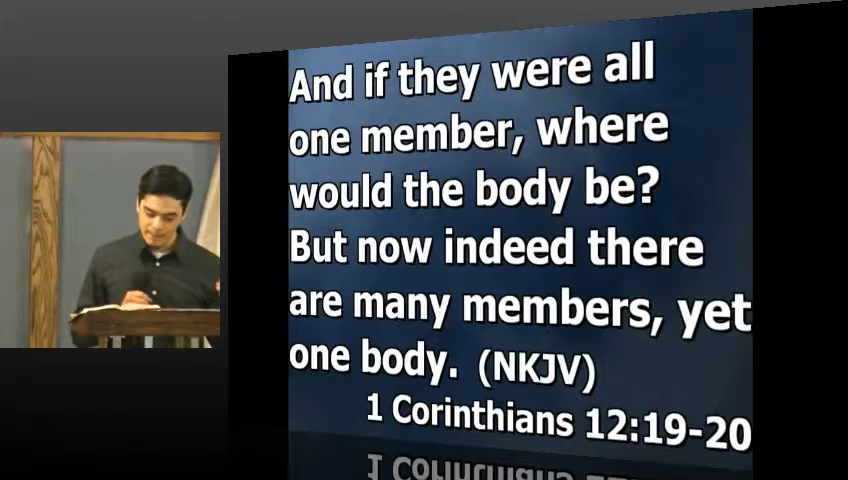 And if they were all
one member, where
would the body be?
But now indeed there
are many members, yet
one body. (NKJV)
1 Corinthians 12:19-20